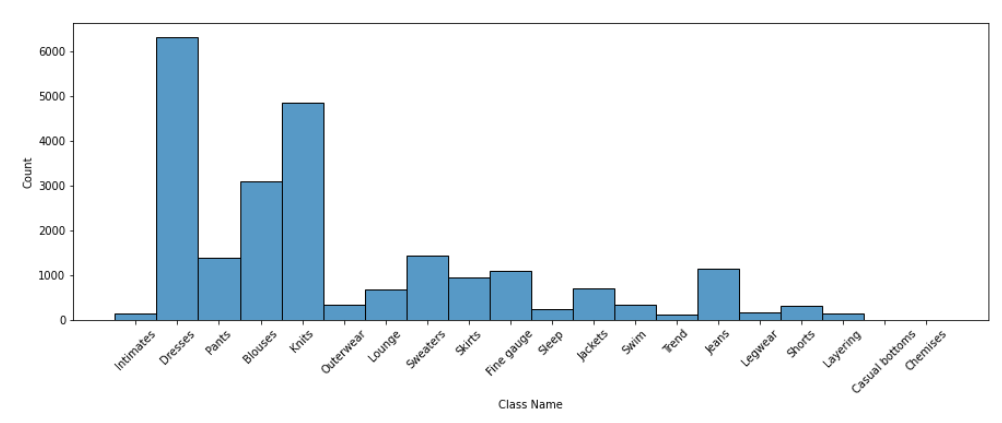 6000
5000
4000
3000
2000
1000
0
Count
Intimates
Dresses
Pants
Blouses
Knits
Outerwear
Lounge
Sweaters
Skirts
Fine gauge
Sleep
Jackets
Swim
Trend
Jeans
Legwear
Shorts
Layering
Casual bottoms
Chemises
Class Name